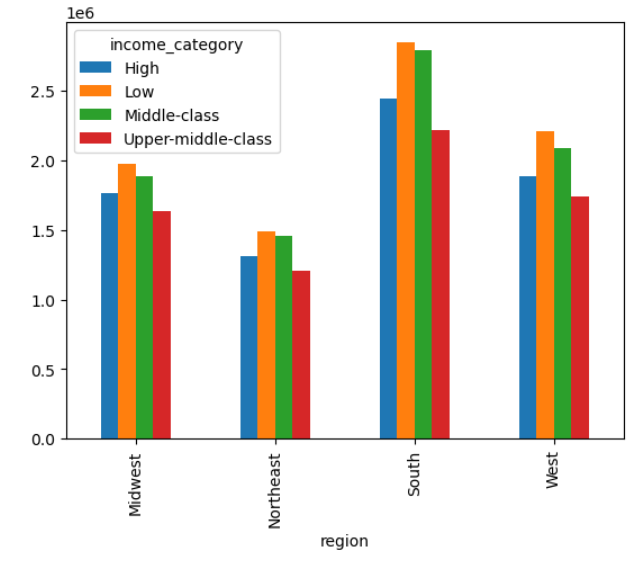 1e6
income_category
High
Low
Middle-class
Upper-middle-class
2.5
2.0
1.5
1.0
0.5
0.0
Midwest
Northeast
South
West
region